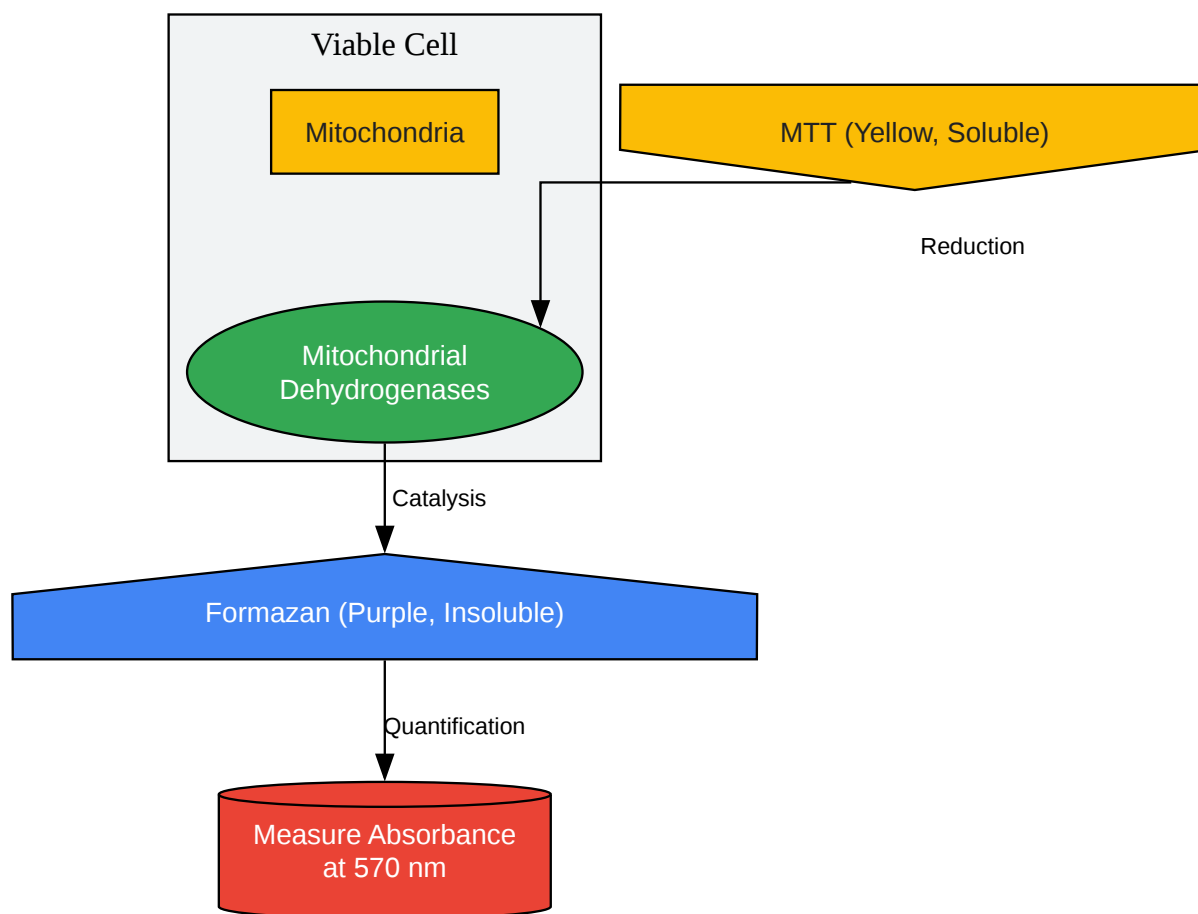 Viable Cell
Mitochondria
MTT (Yellow, Soluble)
Reduction
Mitochondrial
Dehydrogenases
Catalysis
Formazan (Purple, Insoluble)
Quantification
Measure Absorbance
at 570 nm